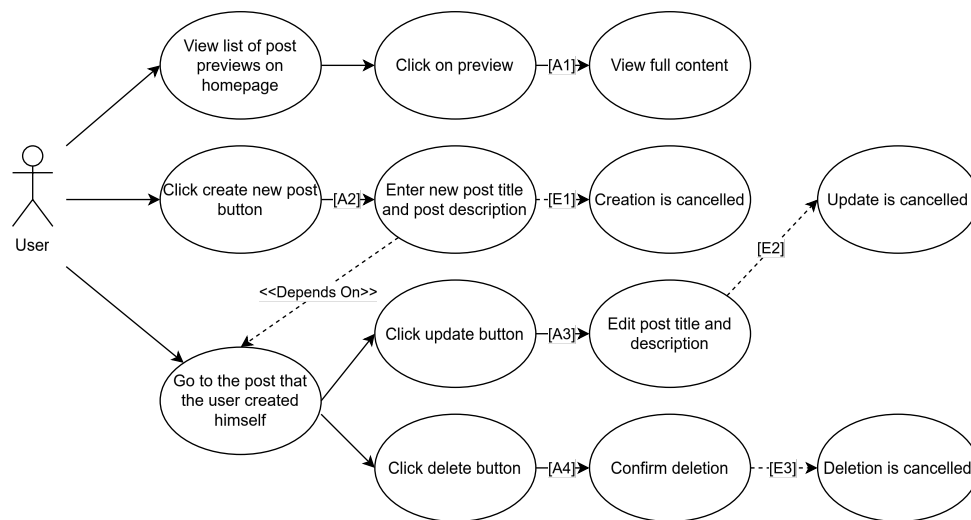 View list of post
previews on
homepage
Click on preview
[A1]
View full content
User
Click create new post
button
[A2]
Enter new post title
and post description
[E1]
Creation is cancelled
Update is cancelled
[E2]
<<Depends On>>
Click update button
[A3]
Edit post title and
description
Go to the post that
the user created
himself
Click delete button
[A4]
Confirm deletion
[E3]
Deletion is cancelled